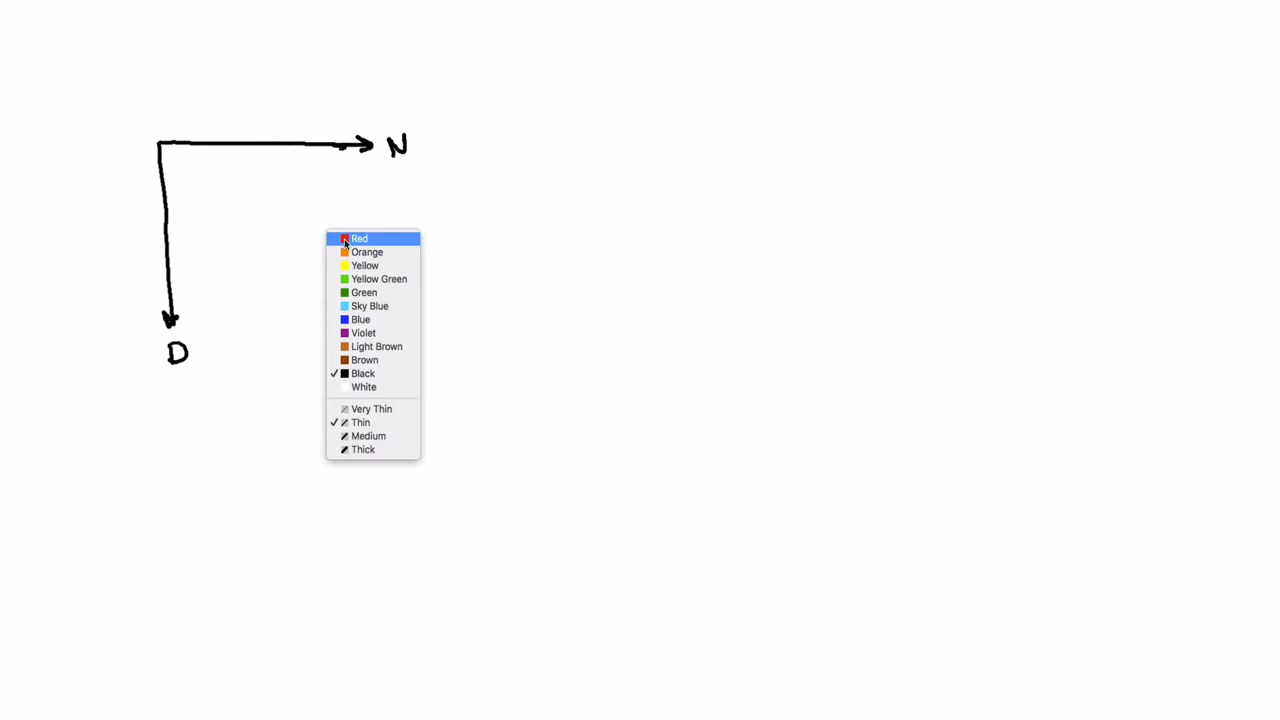 N
Red
Orange
Yellow
Yellow Green
Green
Sky Blue
Blue
Violet
Light Brown
Brown
Black
White
Very Thin
Thin
Medium
Thick
D